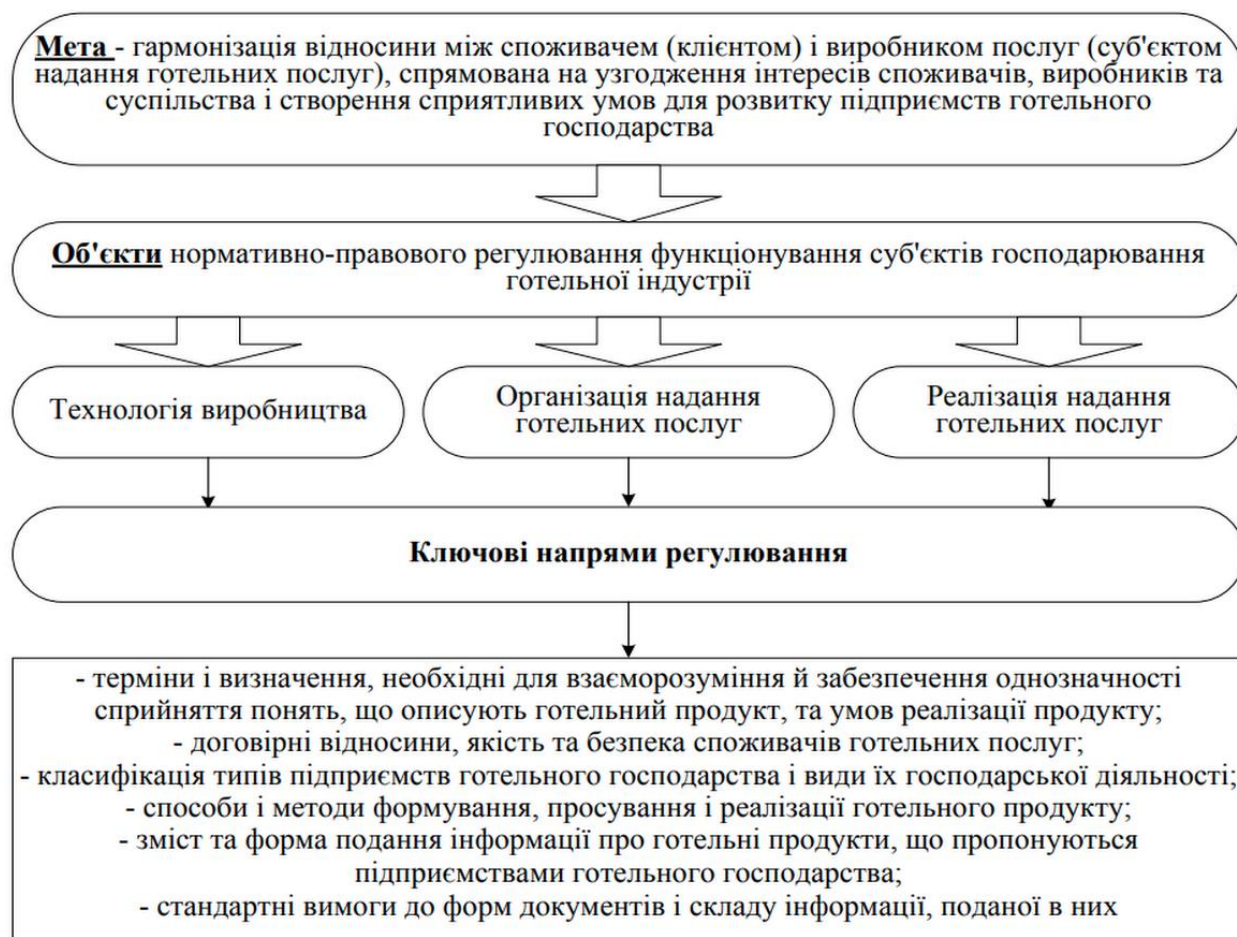 Мета - гармонізація відносини між споживачем (клієнтом) і виробником послуг (суб'єктом
надання готельних послуг), спрямована на узгодження інтересів споживачів, виробників та
суспільства і створення сприятливих умов для розвитку підприємств готельного
господарства
Об'єкти нормативно-правового регулювання функціонування суб'єктів господарювання
готельної індустрії
Технологія виробництва
Організація надання
готельних послуг
Реалізація надання
готельних послуг
Ключові напрями регулювання
- терміни і визначення, необхідні для взаєморозуміння й забезпечення однозначності
сприйняття понять, що описують готельний продукт, та умов реалізації продукту;
- договірні відносини, якість та безпека споживачів готельних послуг;
- класифікація типів підприємств готельного господарства і види їх господарської діяльності;
- способи і методи формування, просування і реалізації готельного продукту;
- зміст та форма подання інформації про готельні продукти, що пропонуються
підприємствами готельного господарства;
- стандартні вимоги до форм документів і складу інформації, поданої в них